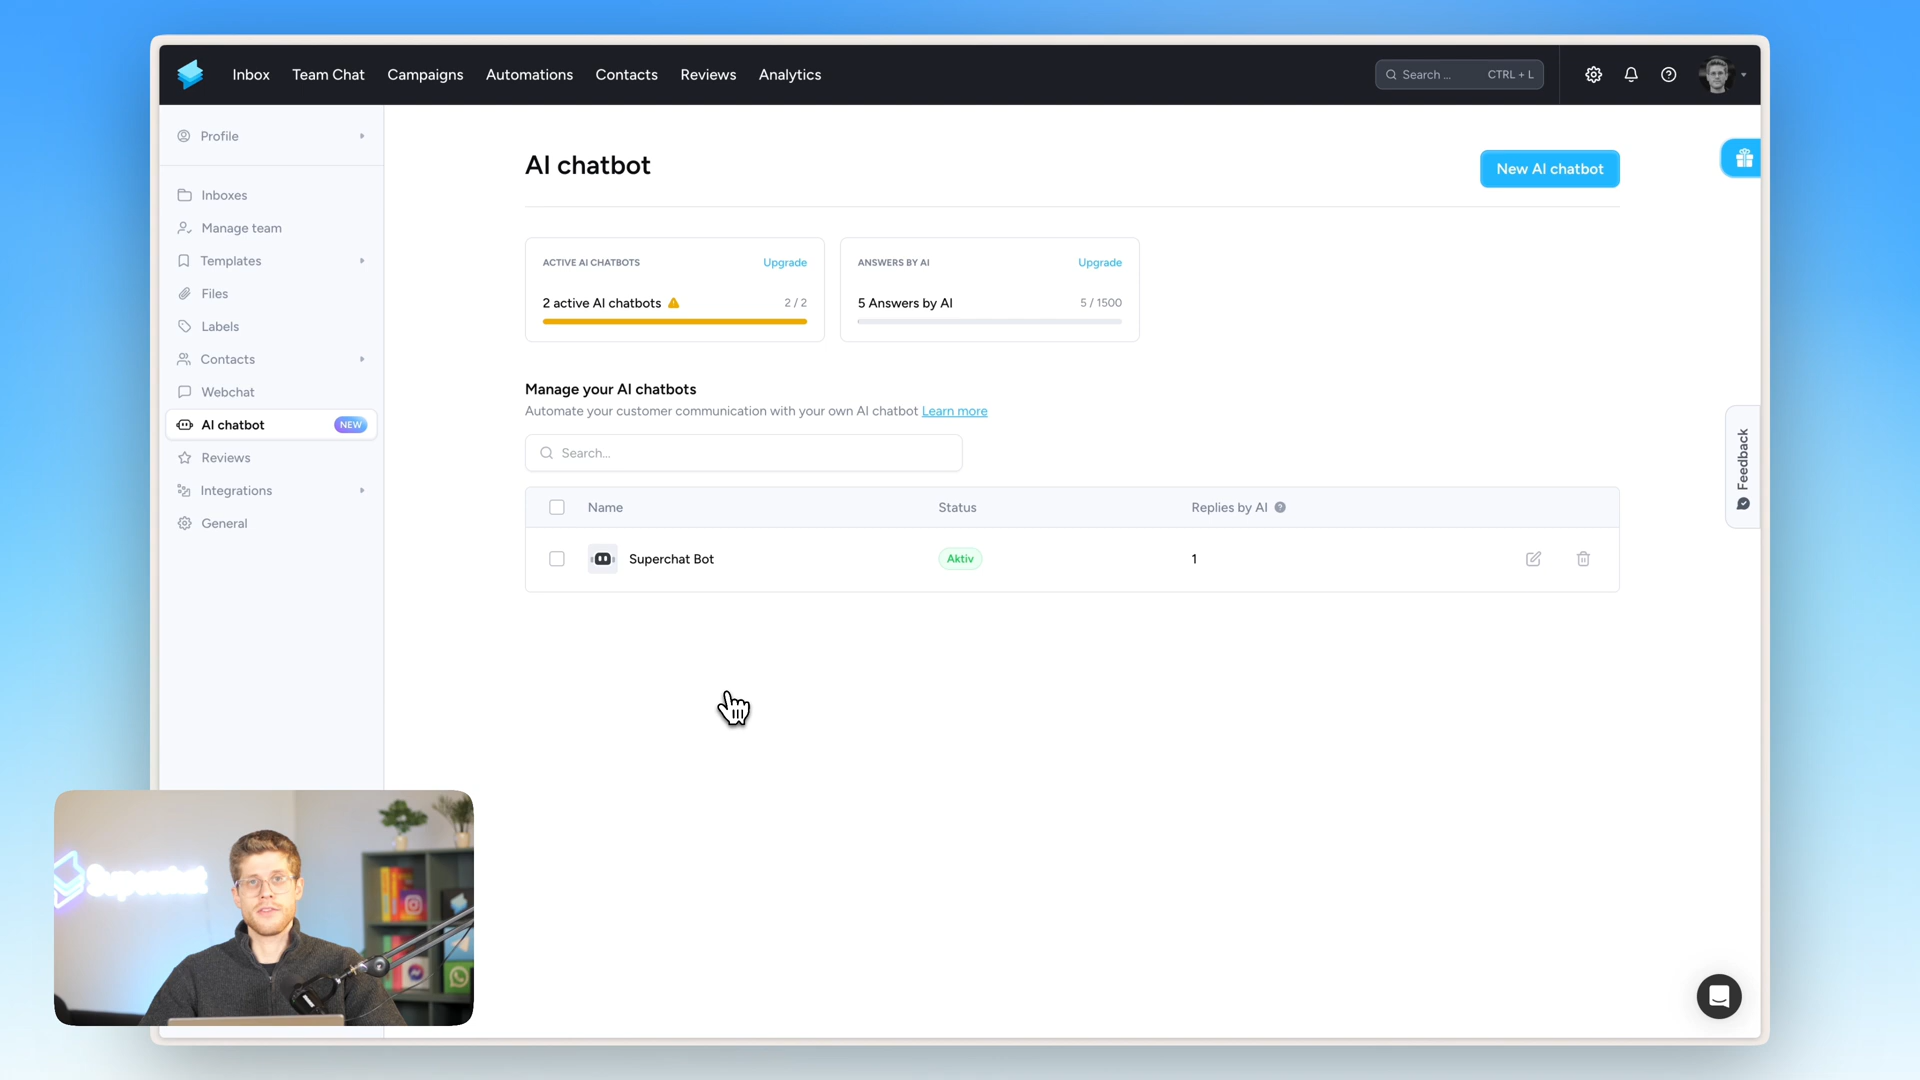 Inbox
Team Chat
Campaigns
Automations
Contacts
Reviews
Analytics
Search ...
CTRL + L
Profile
Inboxes
Manage team
Templates
Files
Labels
Contacts
Webchat
AI chatbot
NEW
Reviews
Integrations
General
AI chatbot
New AI chatbot
ACTIVE AI CHATBOTS
Upgrade
2 active AI chatbots
2 / 2
ANSWERS BY AI
Upgrade
5 Answers by AI
5 / 1500
Manage your AI chatbots
Automate your customer communication with your own AI chatbot Learn more
Search...
Name
Status
Replies by AI
Superchat Bot
Aktiv
1
Feedback
Superchat